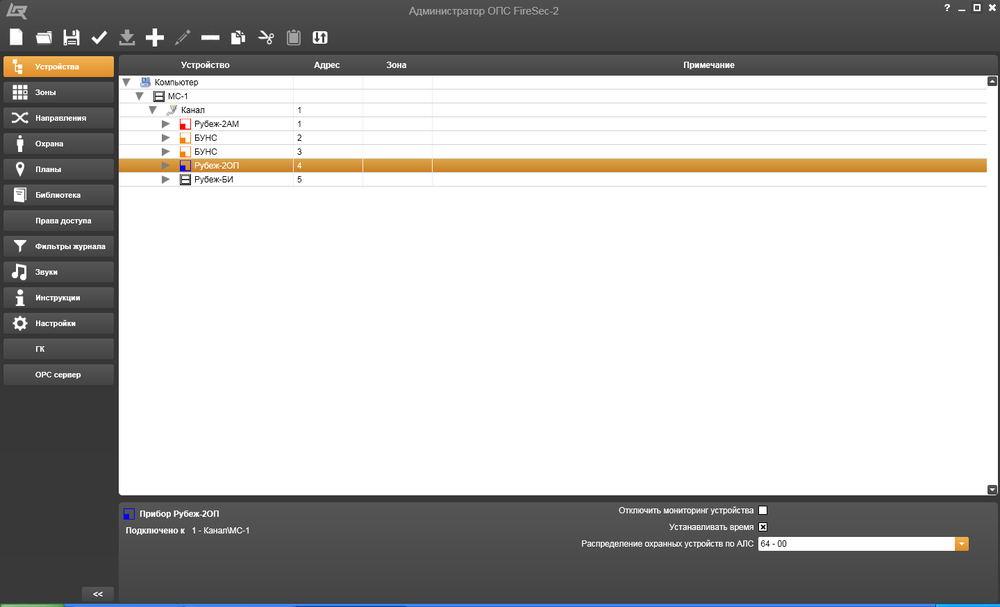 Администратор ОПС FireSec-2
?
Устройства
Зоны
Направления
Охрана
Планы
Библиотека
Права доступа
Фильтры журнала
Звуки
Инструкции
Настройки
ГК
OPC сервер
<<
Устройство Адрес Зона Примечание
Компьютер
МС-1
Канал 1
Рубеж-2АМ 1
БУНС 2
БУНС 3
Рубеж-2ОП 4
Рубеж-БИ 5
Прибор Рубеж-2ОП
Подключено к 1 - Канал\МС-1
Отключить мониторинг устройства
Устанавливать время
Распределение охранных устройств по АЛС 64 - 00